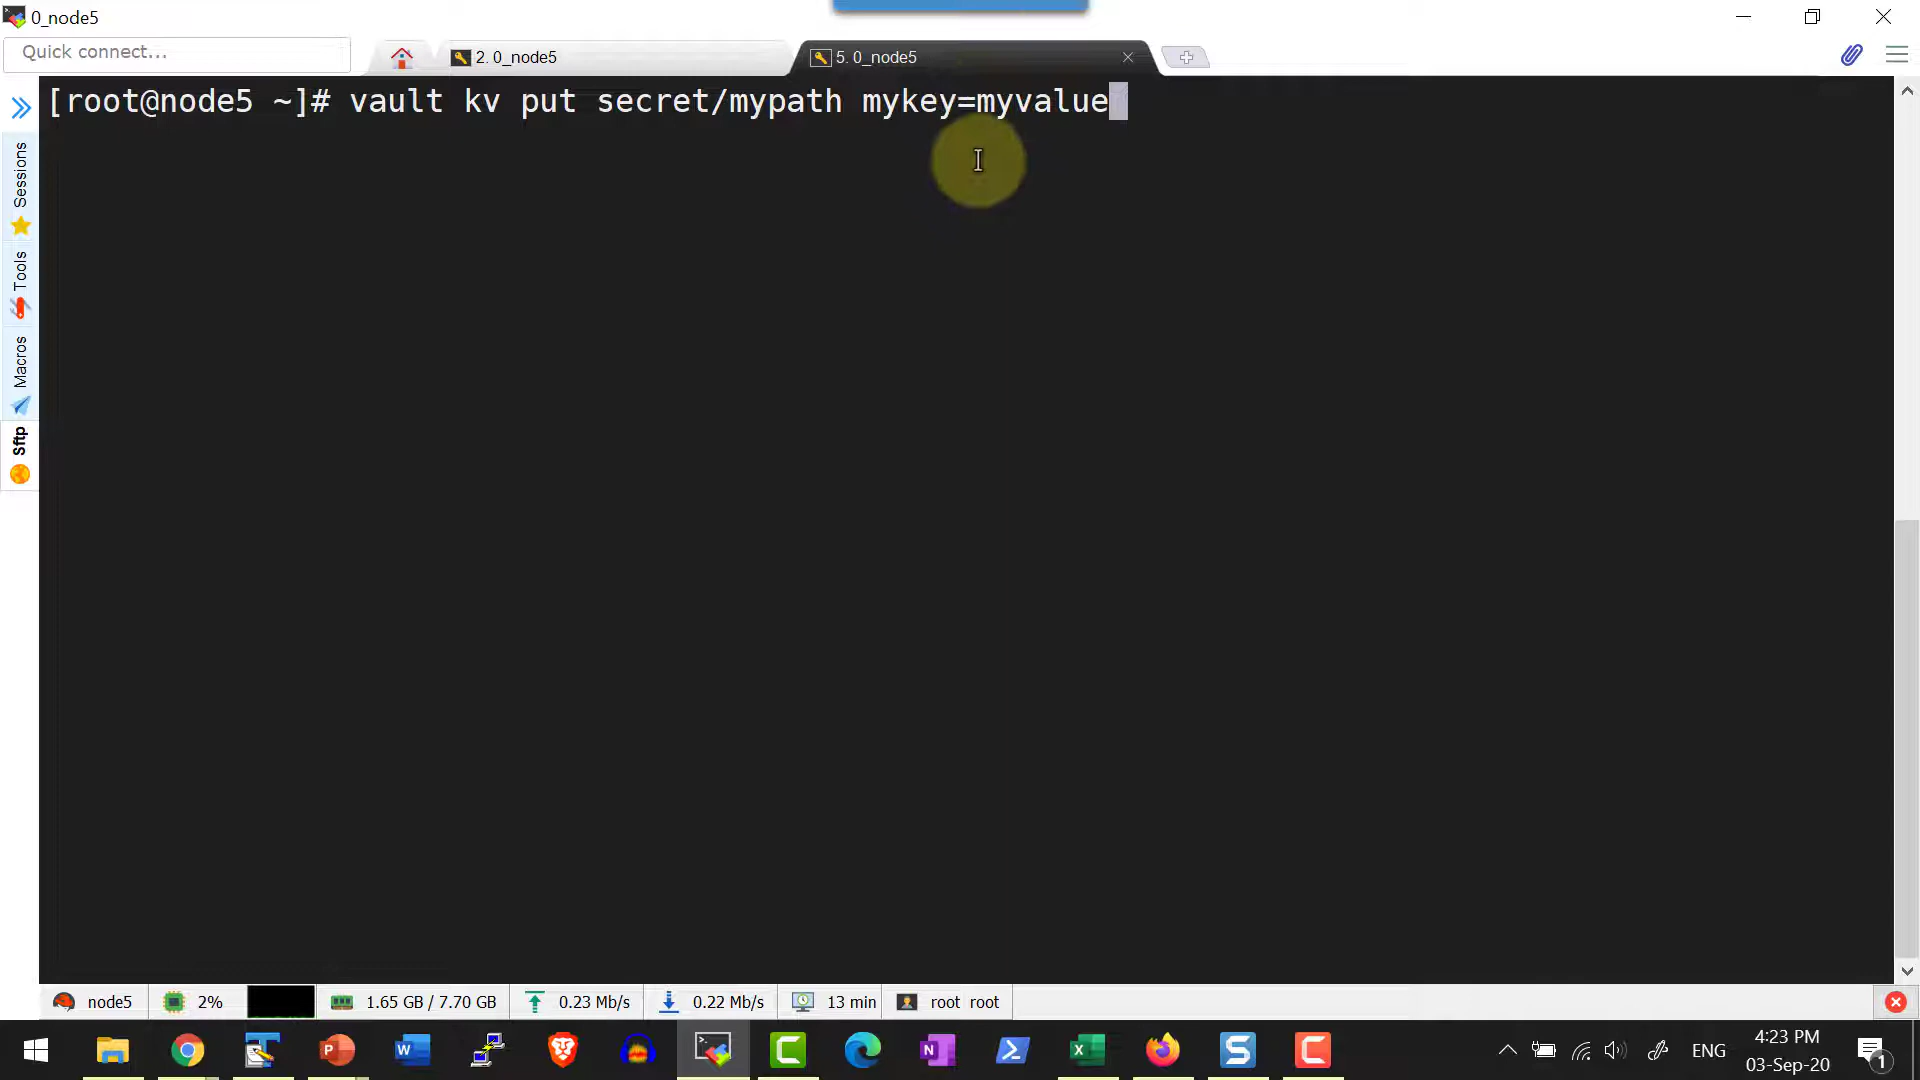 0_node5
Quick connect...
2. 0_node5
5. 0_node5
[root@node5 ~]# vault kv put secret/mypath mykey=myvalue
Sessions
Tools
Macros
Sftp
node5
2%
1.65 GB / 7.70 GB
0.23 Mb/s
0.22 Mb/s
13 min
root root
ENG
4:23 PM
03-Sep-20
1